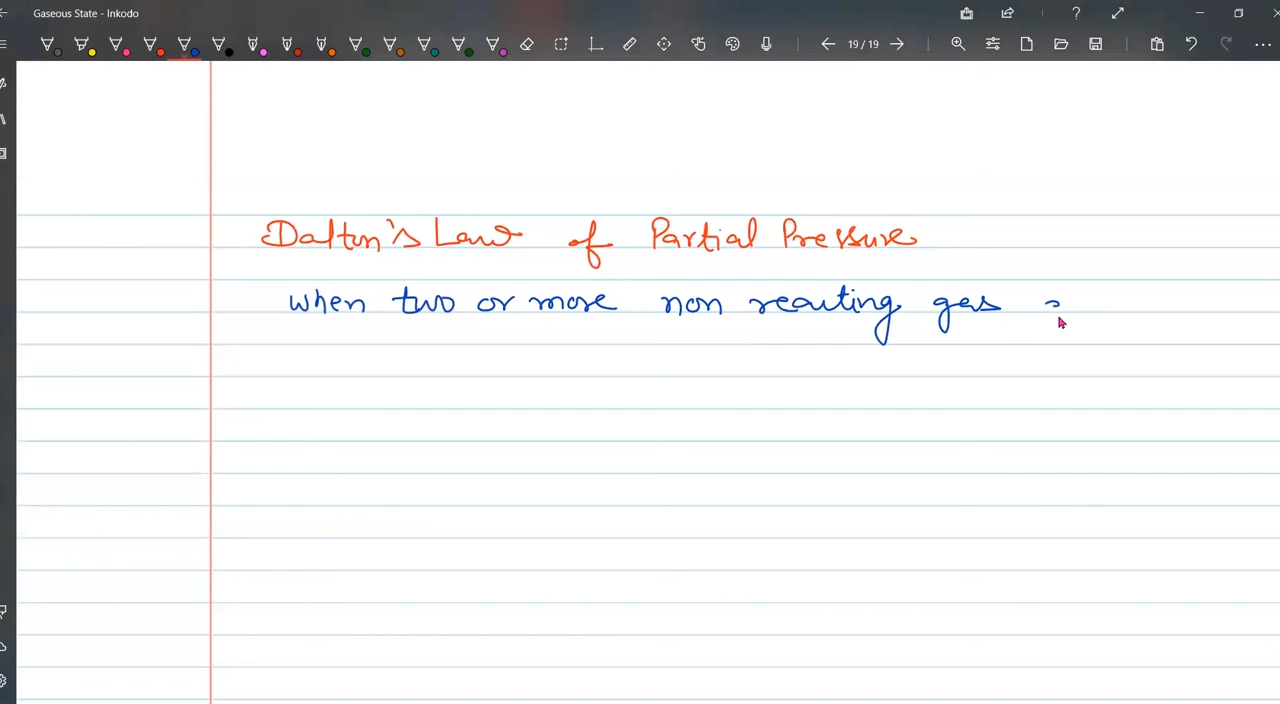 Gaseous State - Inkodo
19/19
Dalton's Law of Partial Pressure
when two or more non reacting gas